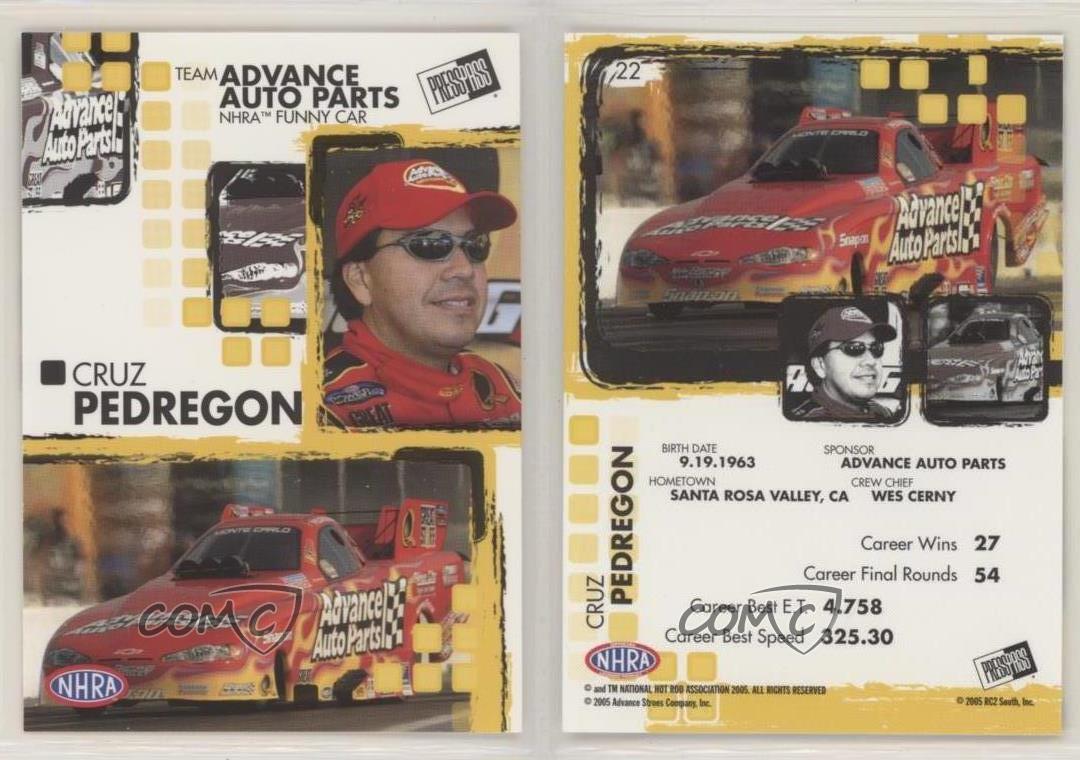 TEAM ADVANCE
AUTO PARTS
NHRA™ FUNNY CAR
PRESS PASS
Advance
Auto Parts
CRUZ
PEDREGON
MONTE CARLO
Advance
Auto Parts
COMC
NHRA
22
MONTE CARLO
Advance
Auto Parts
Snap-on
Snap-on
CRUZ
PEDREGON
BIRTH DATE
9.19.1963
SPONSOR
ADVANCE AUTO PARTS
HOMETOWN
SANTA ROSA VALLEY, CA
CREW CHIEF
WES CERNY
Career Wins 27
Career Final Rounds 54
Career Best E.T. 4.758
Career Best Speed 325.30
COMC
NHRA
PRESS PASS
© and TM NATIONAL HOT ROD ASSOCIATION 2005. ALL RIGHTS RESERVED
© 2005 Advance Stroes Company, Inc.
© 2005 RC2 South, Inc.